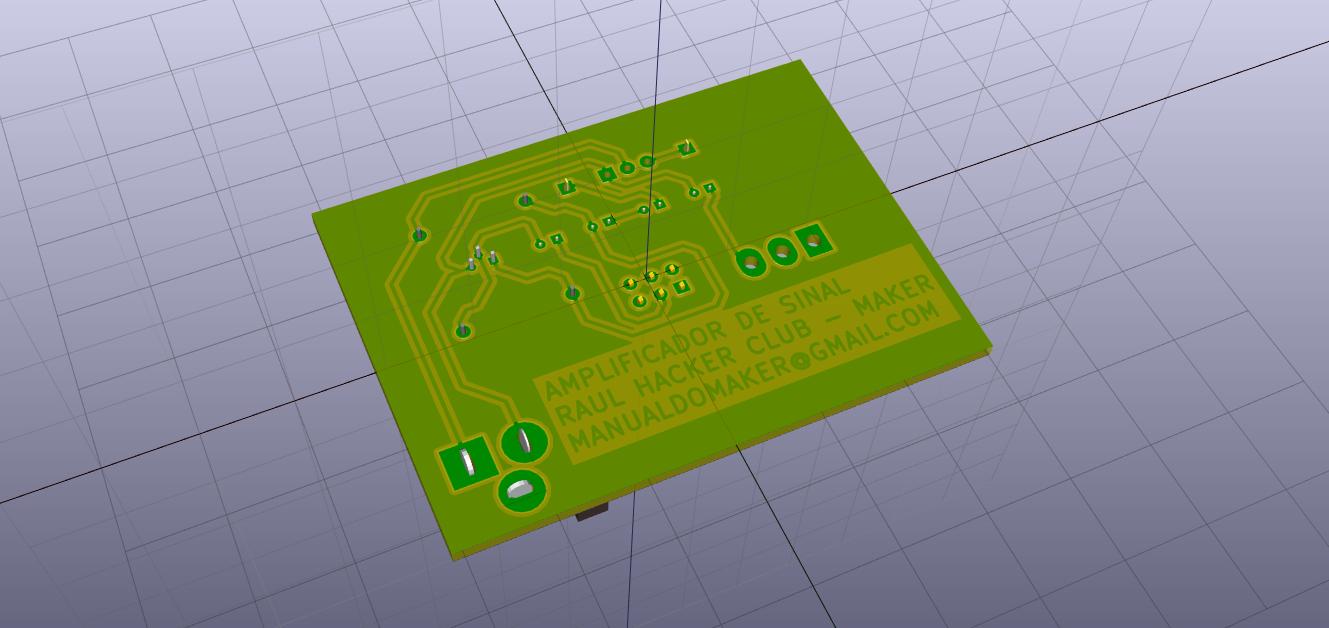 AMPLIFICADOR DE SINAL
RAUL HACKER CLUB - MAKER
MANUALDOMAKER@GMAIL.COM